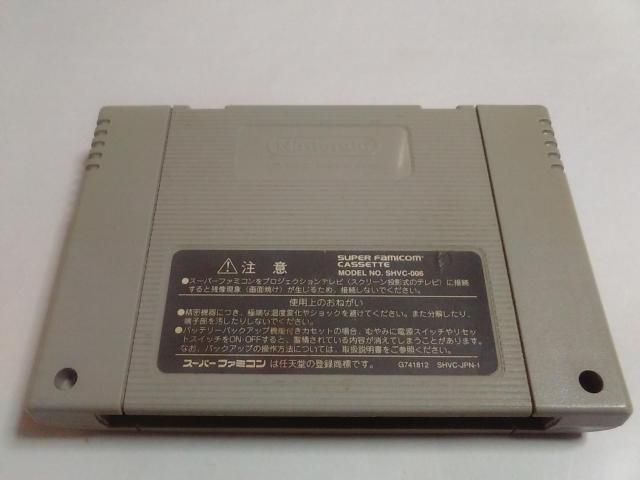 Nintendo
⚠注意
SUPER FAMICOM
CASSETTE
MODEL NO. SHVC-006
●スーパーファミコンをプロジェクションテレビ(スクリーン投影式のテレビ)に接続
すると残像現象(画面焼け)が生じるため、接続しないでください。
使用上のおねがい
●精密機器につき、極端な温度変化やショックを避けてください。また分解したり、
端子部を汚したりしないでください。
●バッテリーバックアップ機能付きカセットの場合、むやみに電源スイッチやリセッ
トスイッチをON・OFFすると、蓄積されている内容が消えてしまうことがあります。
なお、バックアップの操作方法については、取扱説明書をご参照ください。
スーパーファミコンは任天堂の登録商標です。
G741812 SHVC-JPN-1